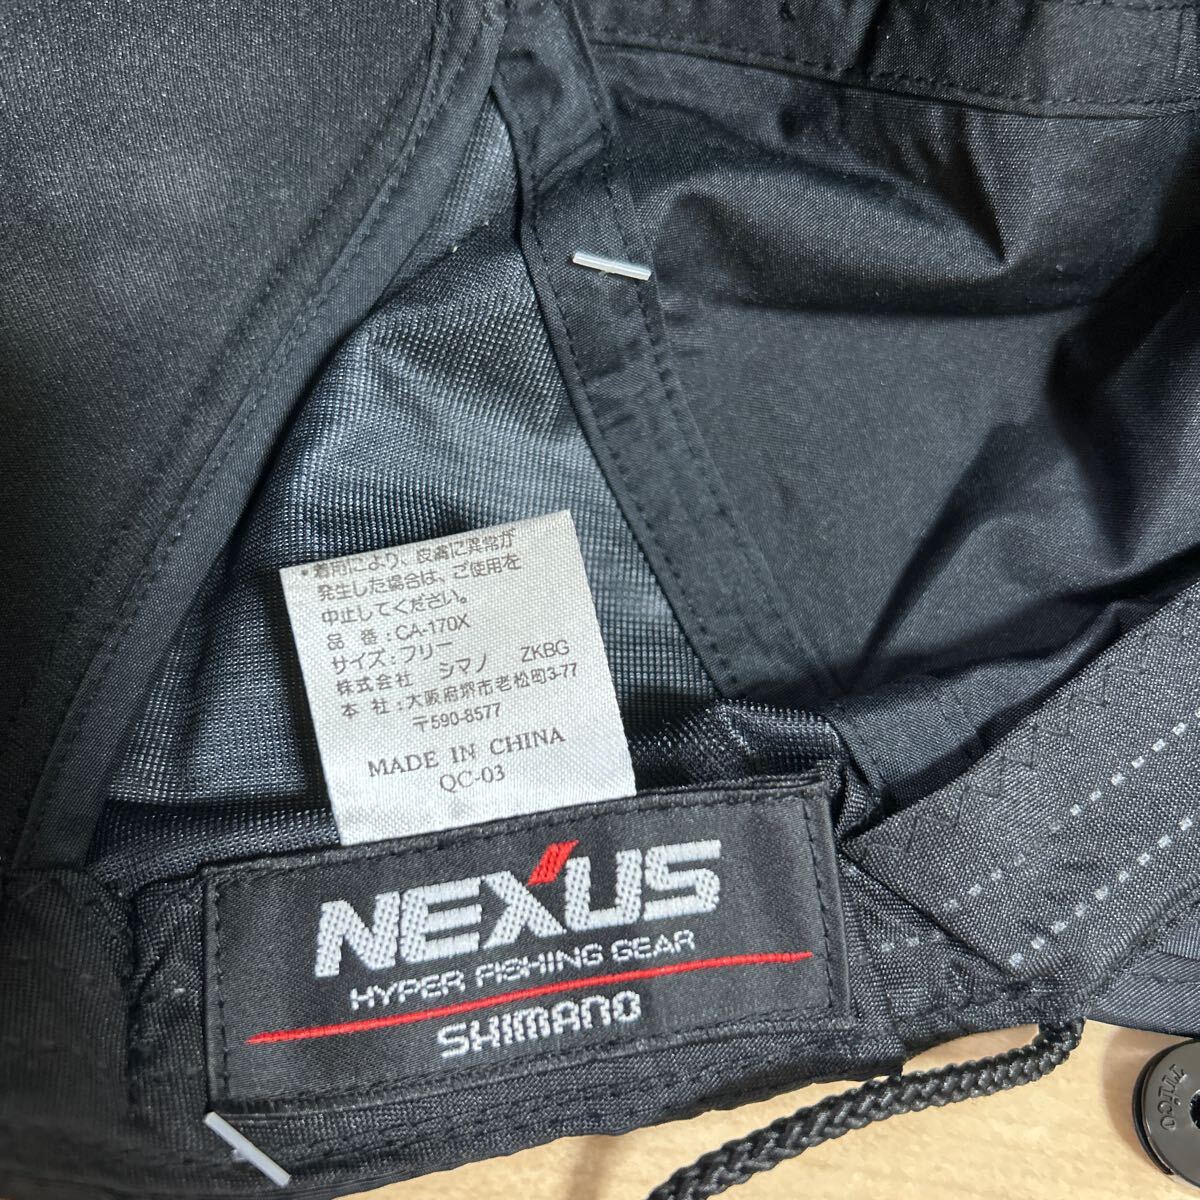 ・着用により、皮膚に異常が
発生した場合は、ご使用を
中止してください。
品 番:CA-170X
サイズ:フリー
株式会社 シマノ ZKBG
本 社:大阪府堺市老松町3-77
〒590-8577
MADE IN CHINA
QC-03
NEXUS
HYPER FISHING GEAR
SHIMANO
nifco